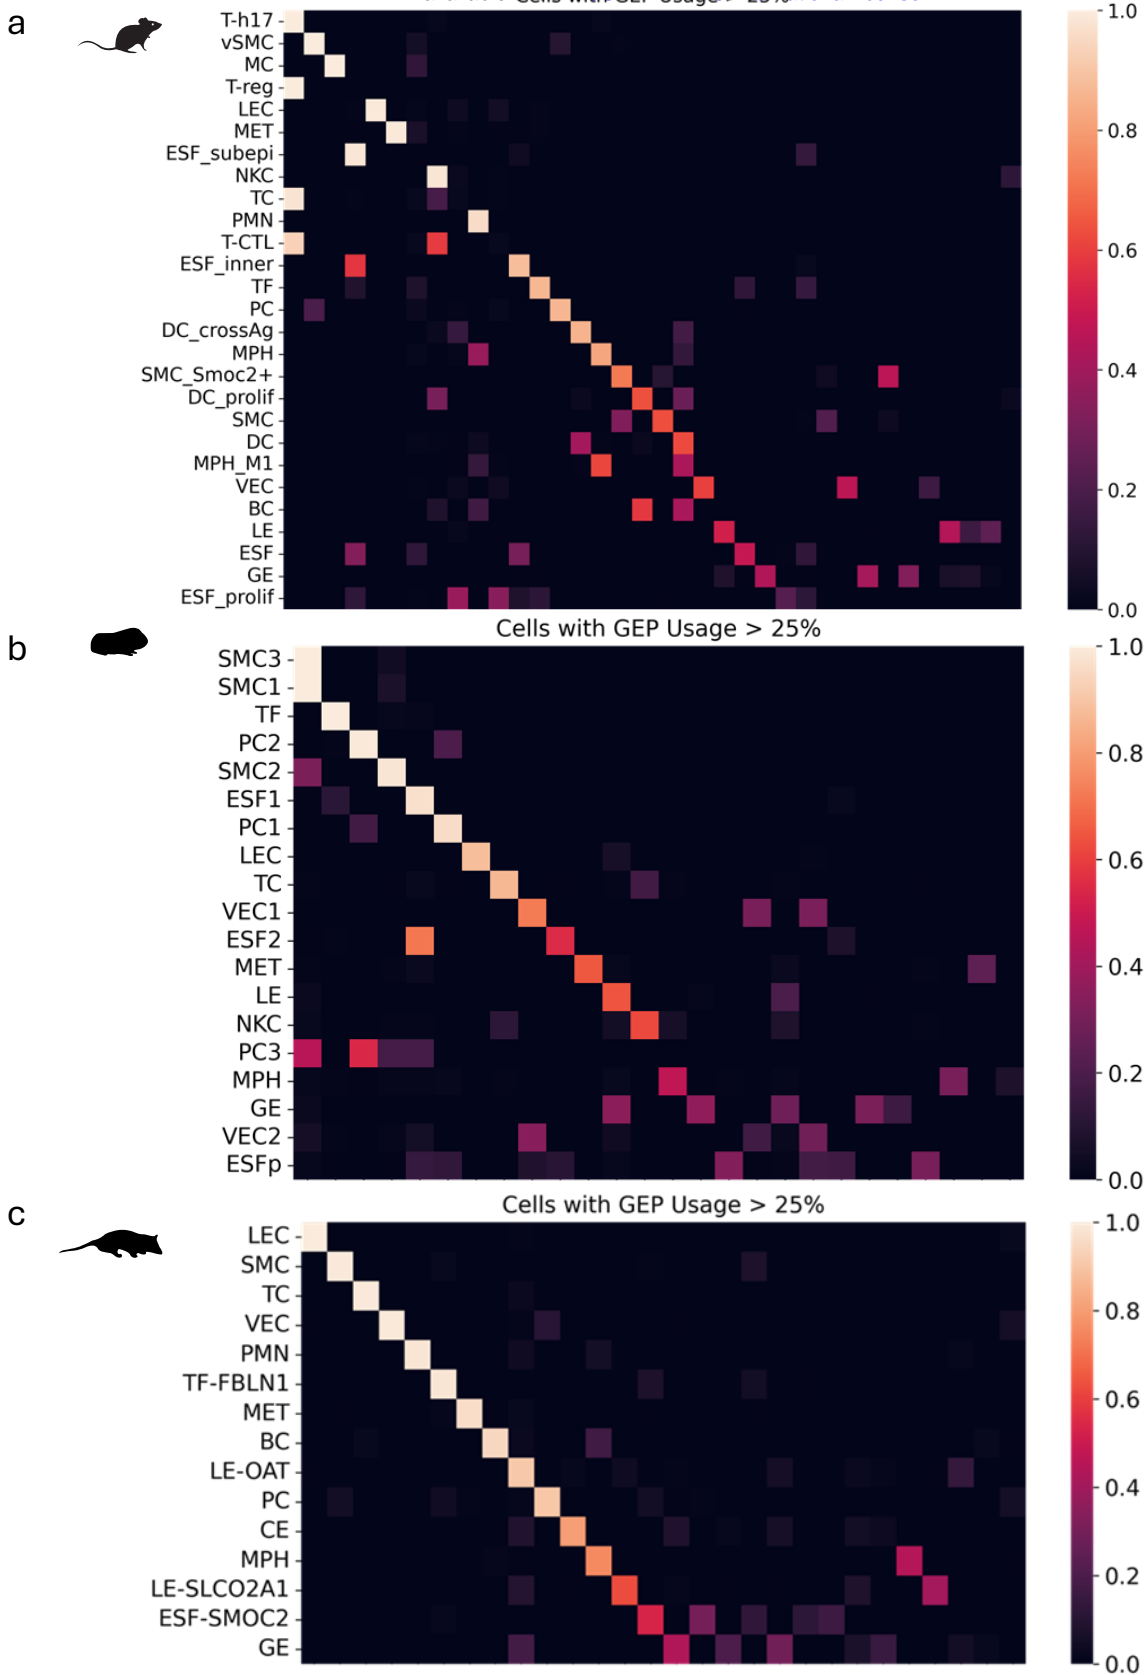 a
Cells with GEP Usage > 25%
T-h17
vSMC
MC
T-reg
LEC
MET
ESF_subepi
NKC
TC
PMN
T-CTL
ESF_inner
TF
PC
DC_crossAg
MPH
SMC_Smoc2+
DC_prolif
SMC
DC
MPH_M1
VEC
BC
LE
ESF
GE
ESF_prolif
1.0
0.8
0.6
0.4
0.2
0.0
b
Cells with GEP Usage > 25%
SMC3
SMC1
TF
PC2
SMC2
ESF1
PC1
LEC
TC
VEC1
ESF2
MET
LE
NKC
PC3
MPH
GE
VEC2
ESFp
1.0
0.8
0.6
0.4
0.2
0.0
c
Cells with GEP Usage > 25%
LEC
SMC
TC
VEC
PMN
TF-FBLN1
MET
BC
LE-OAT
PC
CE
MPH
LE-SLCO2A1
ESF-SMOC2
GE
1.0
0.8
0.6
0.4
0.2
0.0